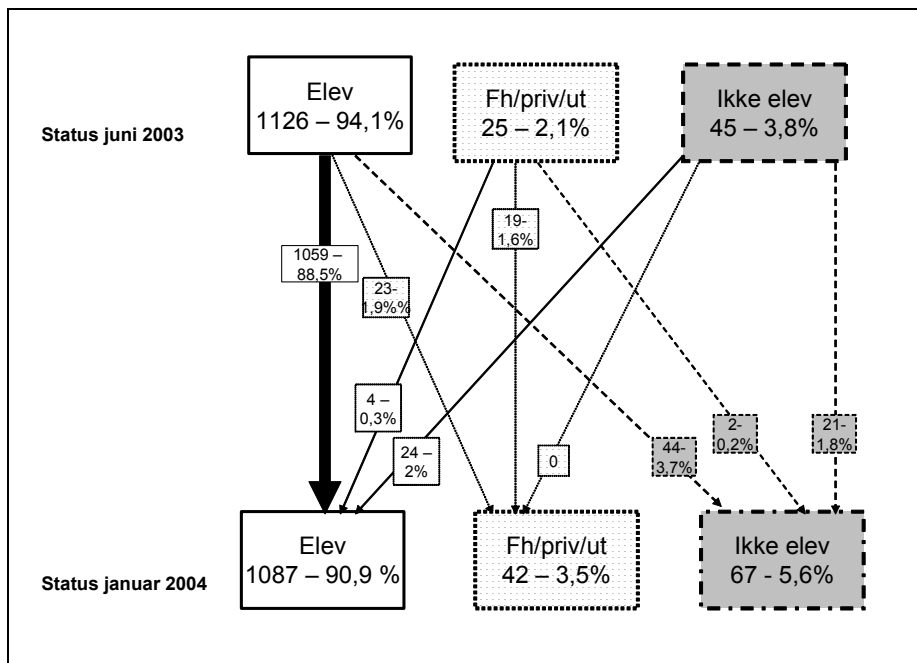 Elev
1126 – 94,1%
Fh/priv/ut
25 – 2,1%
Ikke elev
45 – 3,8%
Status juni 2003
19-
1,6%
1059 –
88,5%
23-
1,9%%
4 –
0,3%
24 –
2%
0
44-
3,7%
2-
0,2%
21-
1,8%
Elev
1087 – 90,9 %
Fh/priv/ut
42 – 3,5%
Ikke elev
67 - 5,6%
Status januar 2004